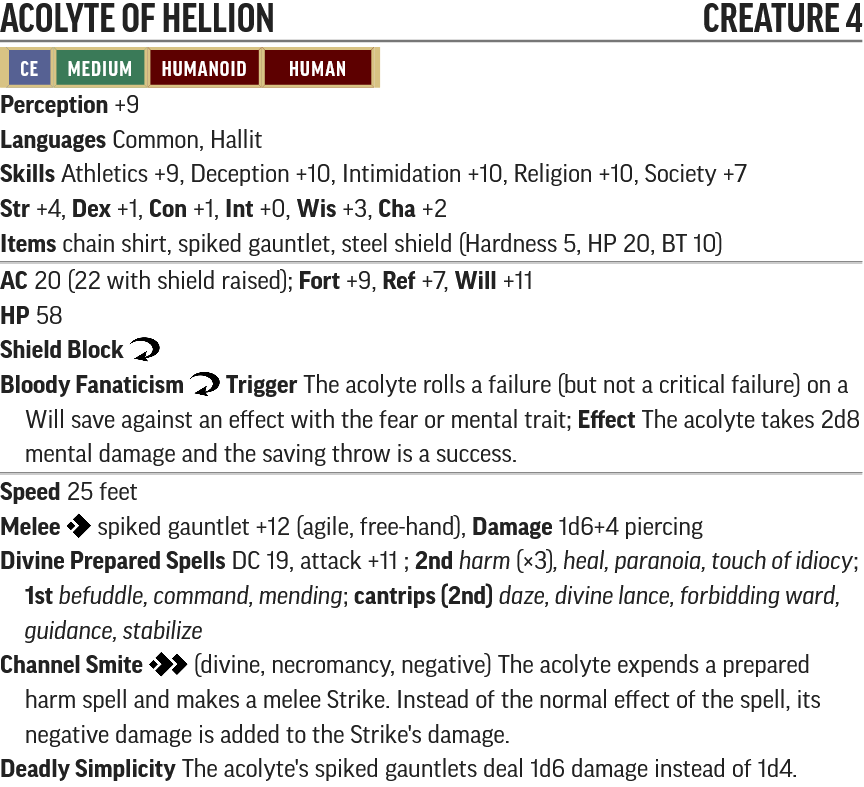 ACOLYTE OF HELLION CREATURE 4
CE MEDIUM HUMANOID HUMAN
Perception +9
Languages Common, Hallit
Skills Athletics +9, Deception +10, Intimidation +10, Religion +10, Society +7
Str +4, Dex +1, Con +1, Int +0, Wis +3, Cha +2
Items chain shirt, spiked gauntlet, steel shield (Hardness 5, HP 20, BT 10)
AC 20 (22 with shield raised); Fort +9, Ref +7, Will +11
HP 58
Shield Block
Bloody Fanaticism Trigger The acolyte rolls a failure (but not a critical failure) on a
Will save against an effect with the fear or mental trait; Effect The acolyte takes 2d8
mental damage and the saving throw is a success.
Speed 25 feet
Melee spiked gauntlet +12 (agile, free-hand), Damage 1d6+4 piercing
Divine Prepared Spells DC 19, attack +11 ; 2nd harm (×3), heal, paranoia, touch of idiocy;
1st befuddle, command, mending; cantrips (2nd) daze, divine lance, forbidding ward,
guidance, stabilize
Channel Smite (divine, necromancy, negative) The acolyte expends a prepared
harm spell and makes a melee Strike. Instead of the normal effect of the spell, its
negative damage is added to the Strike's damage.
Deadly Simplicity The acolyte's spiked gauntlets deal 1d6 damage instead of 1d4.